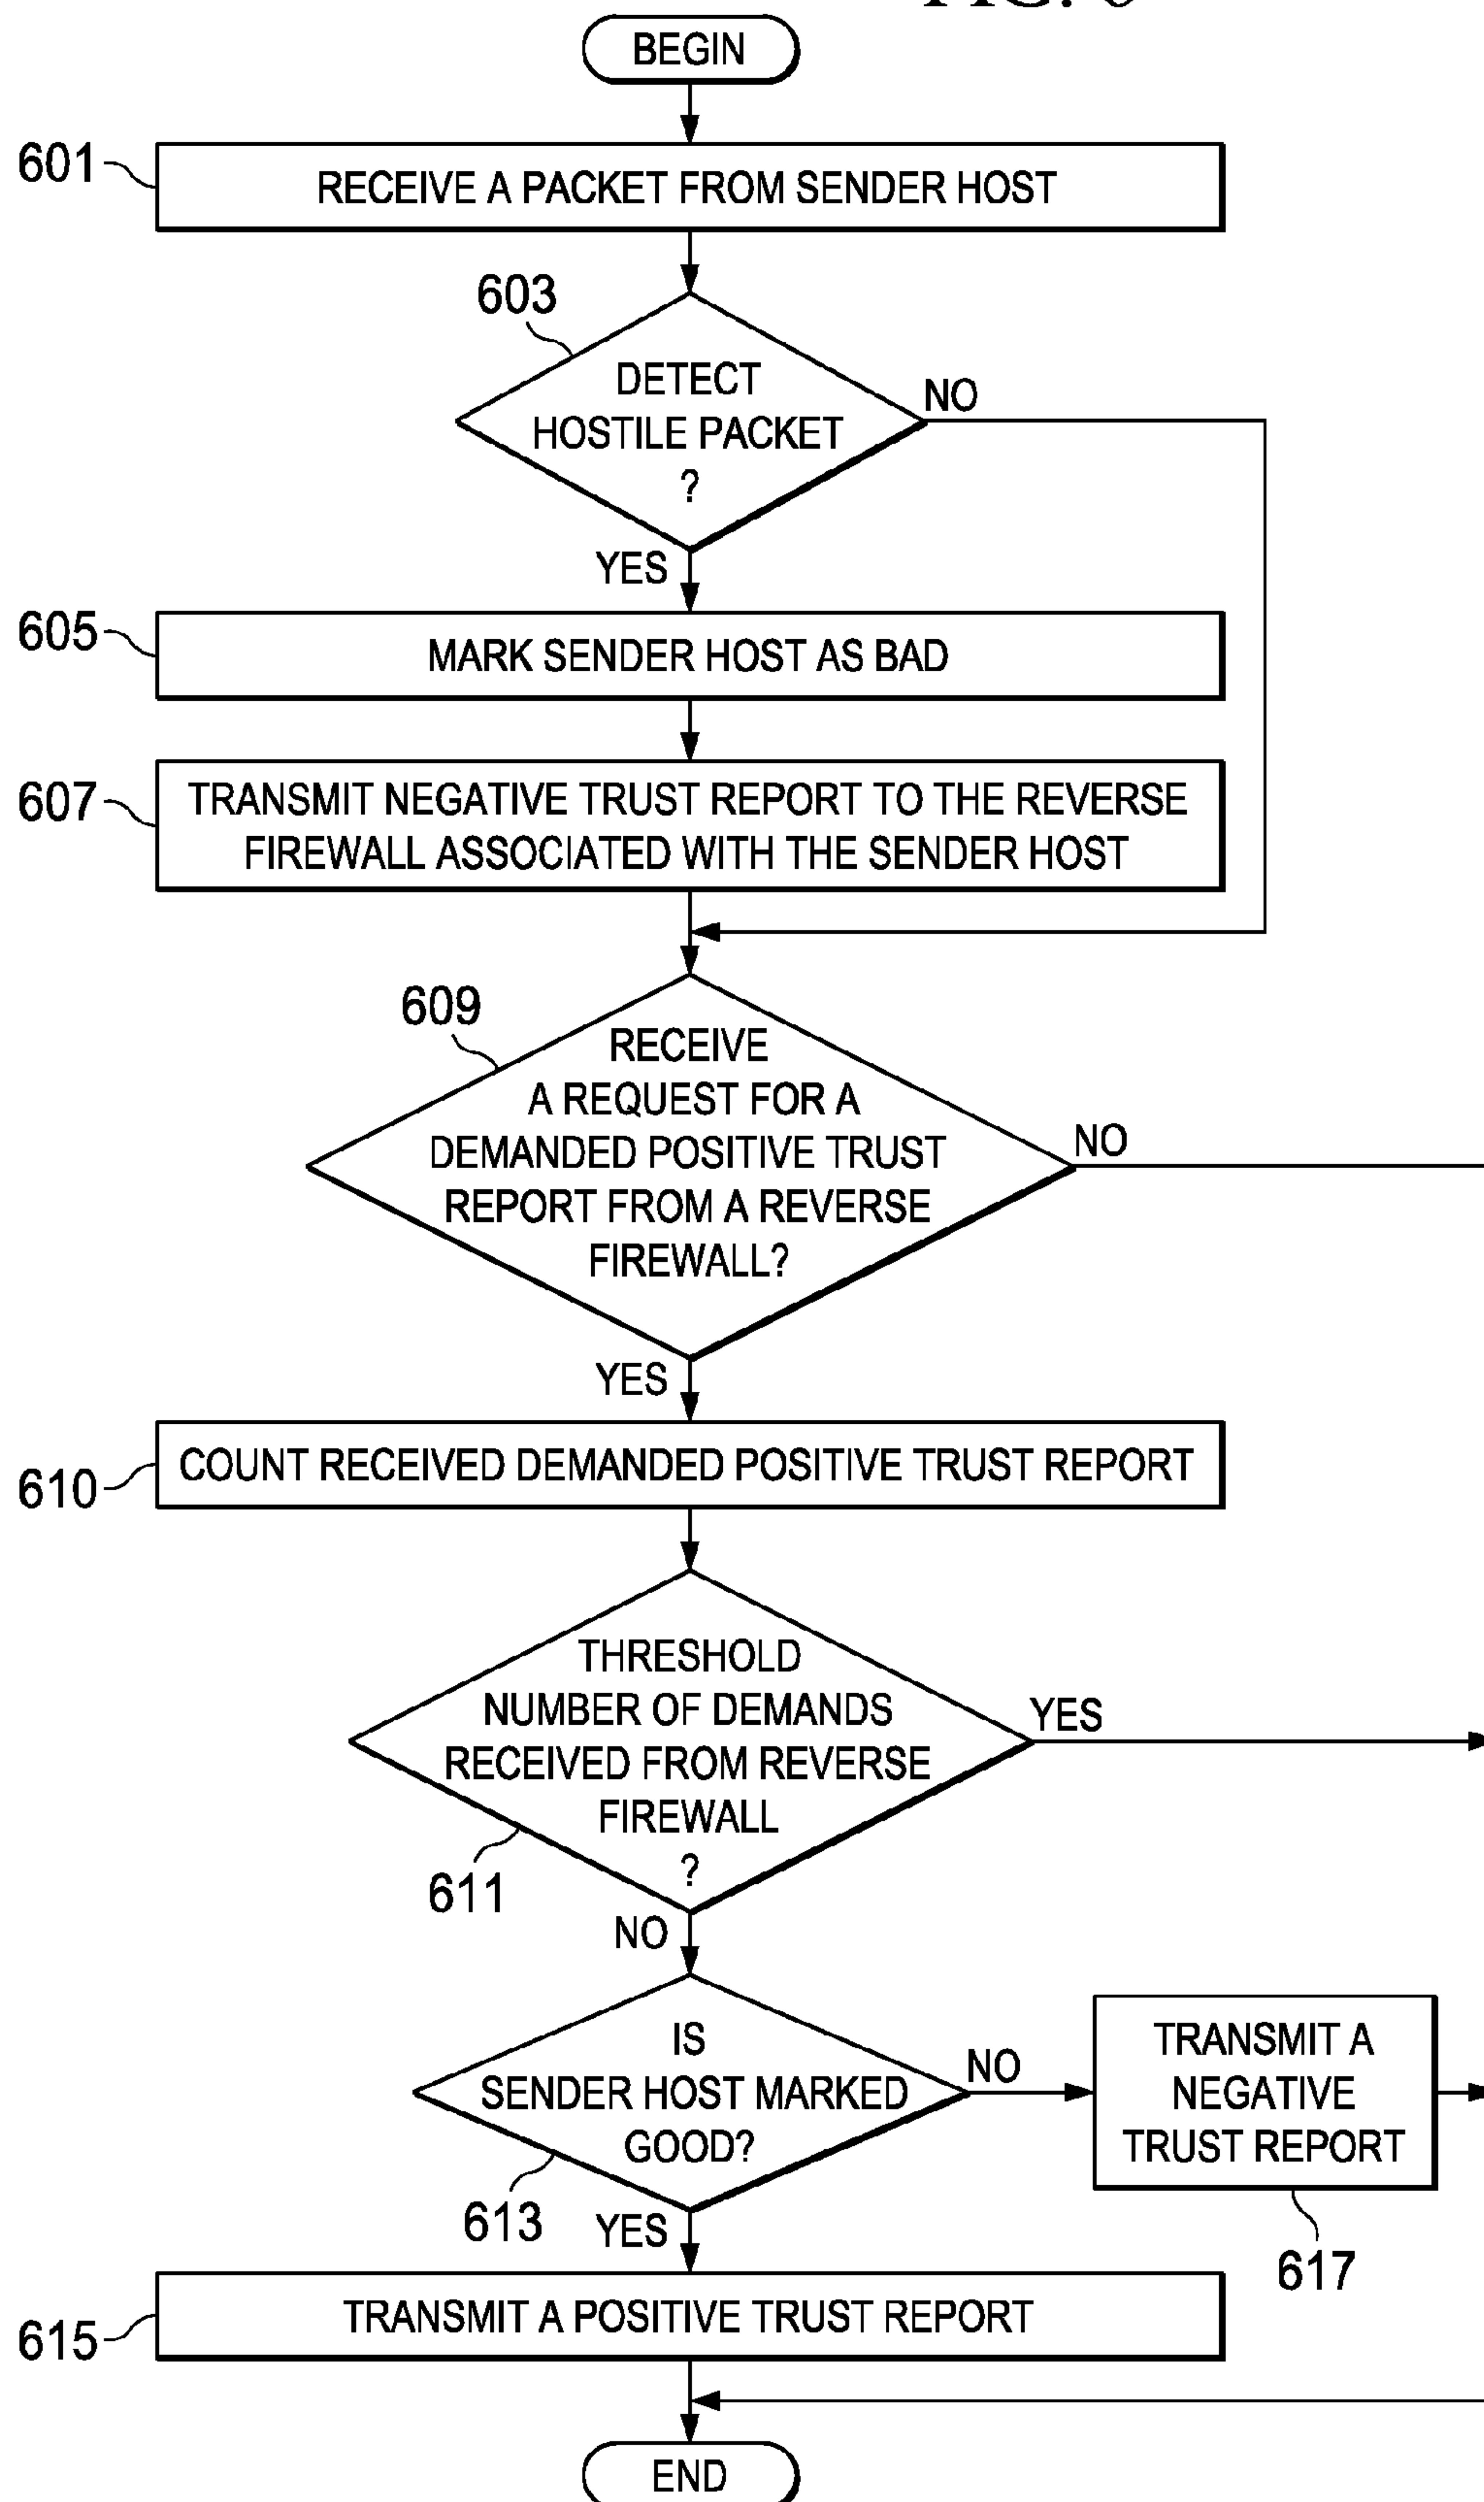 BEGIN
601
RECEIVE A PACKET FROM SENDER HOST
603
DETECT
HOSTILE PACKET
?
NO
YES
605
MARK SENDER HOST AS BAD
607
TRANSMIT NEGATIVE TRUST REPORT TO THE REVERSE
FIREWALL ASSOCIATED WITH THE SENDER HOST
609
RECEIVE
A REQUEST FOR A
DEMANDED POSITIVE TRUST
REPORT FROM A REVERSE
FIREWALL?
NO
YES
610
COUNT RECEIVED DEMANDED POSITIVE TRUST REPORT
THRESHOLD
NUMBER OF DEMANDS
RECEIVED FROM REVERSE
FIREWALL
?
YES
611
NO
IS
SENDER HOST MARKED
GOOD?
NO
TRANSMIT A
NEGATIVE
TRUST REPORT
613
YES
617
615
TRANSMIT A POSITIVE TRUST REPORT
END